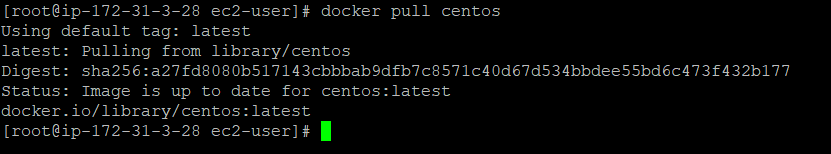 [root@ip-172-31-3-28 ec2-user]# docker pull centos
Using default tag: latest
latest: Pulling from library/centos
Digest: sha256:a27fd8080b517143cbbbab9dfb7c8571c40d67d534bbdee55bd6c473f432b177
Status: Image is up to date for centos:latest
docker.io/library/centos:latest
[root@ip-172-31-3-28 ec2-user]#